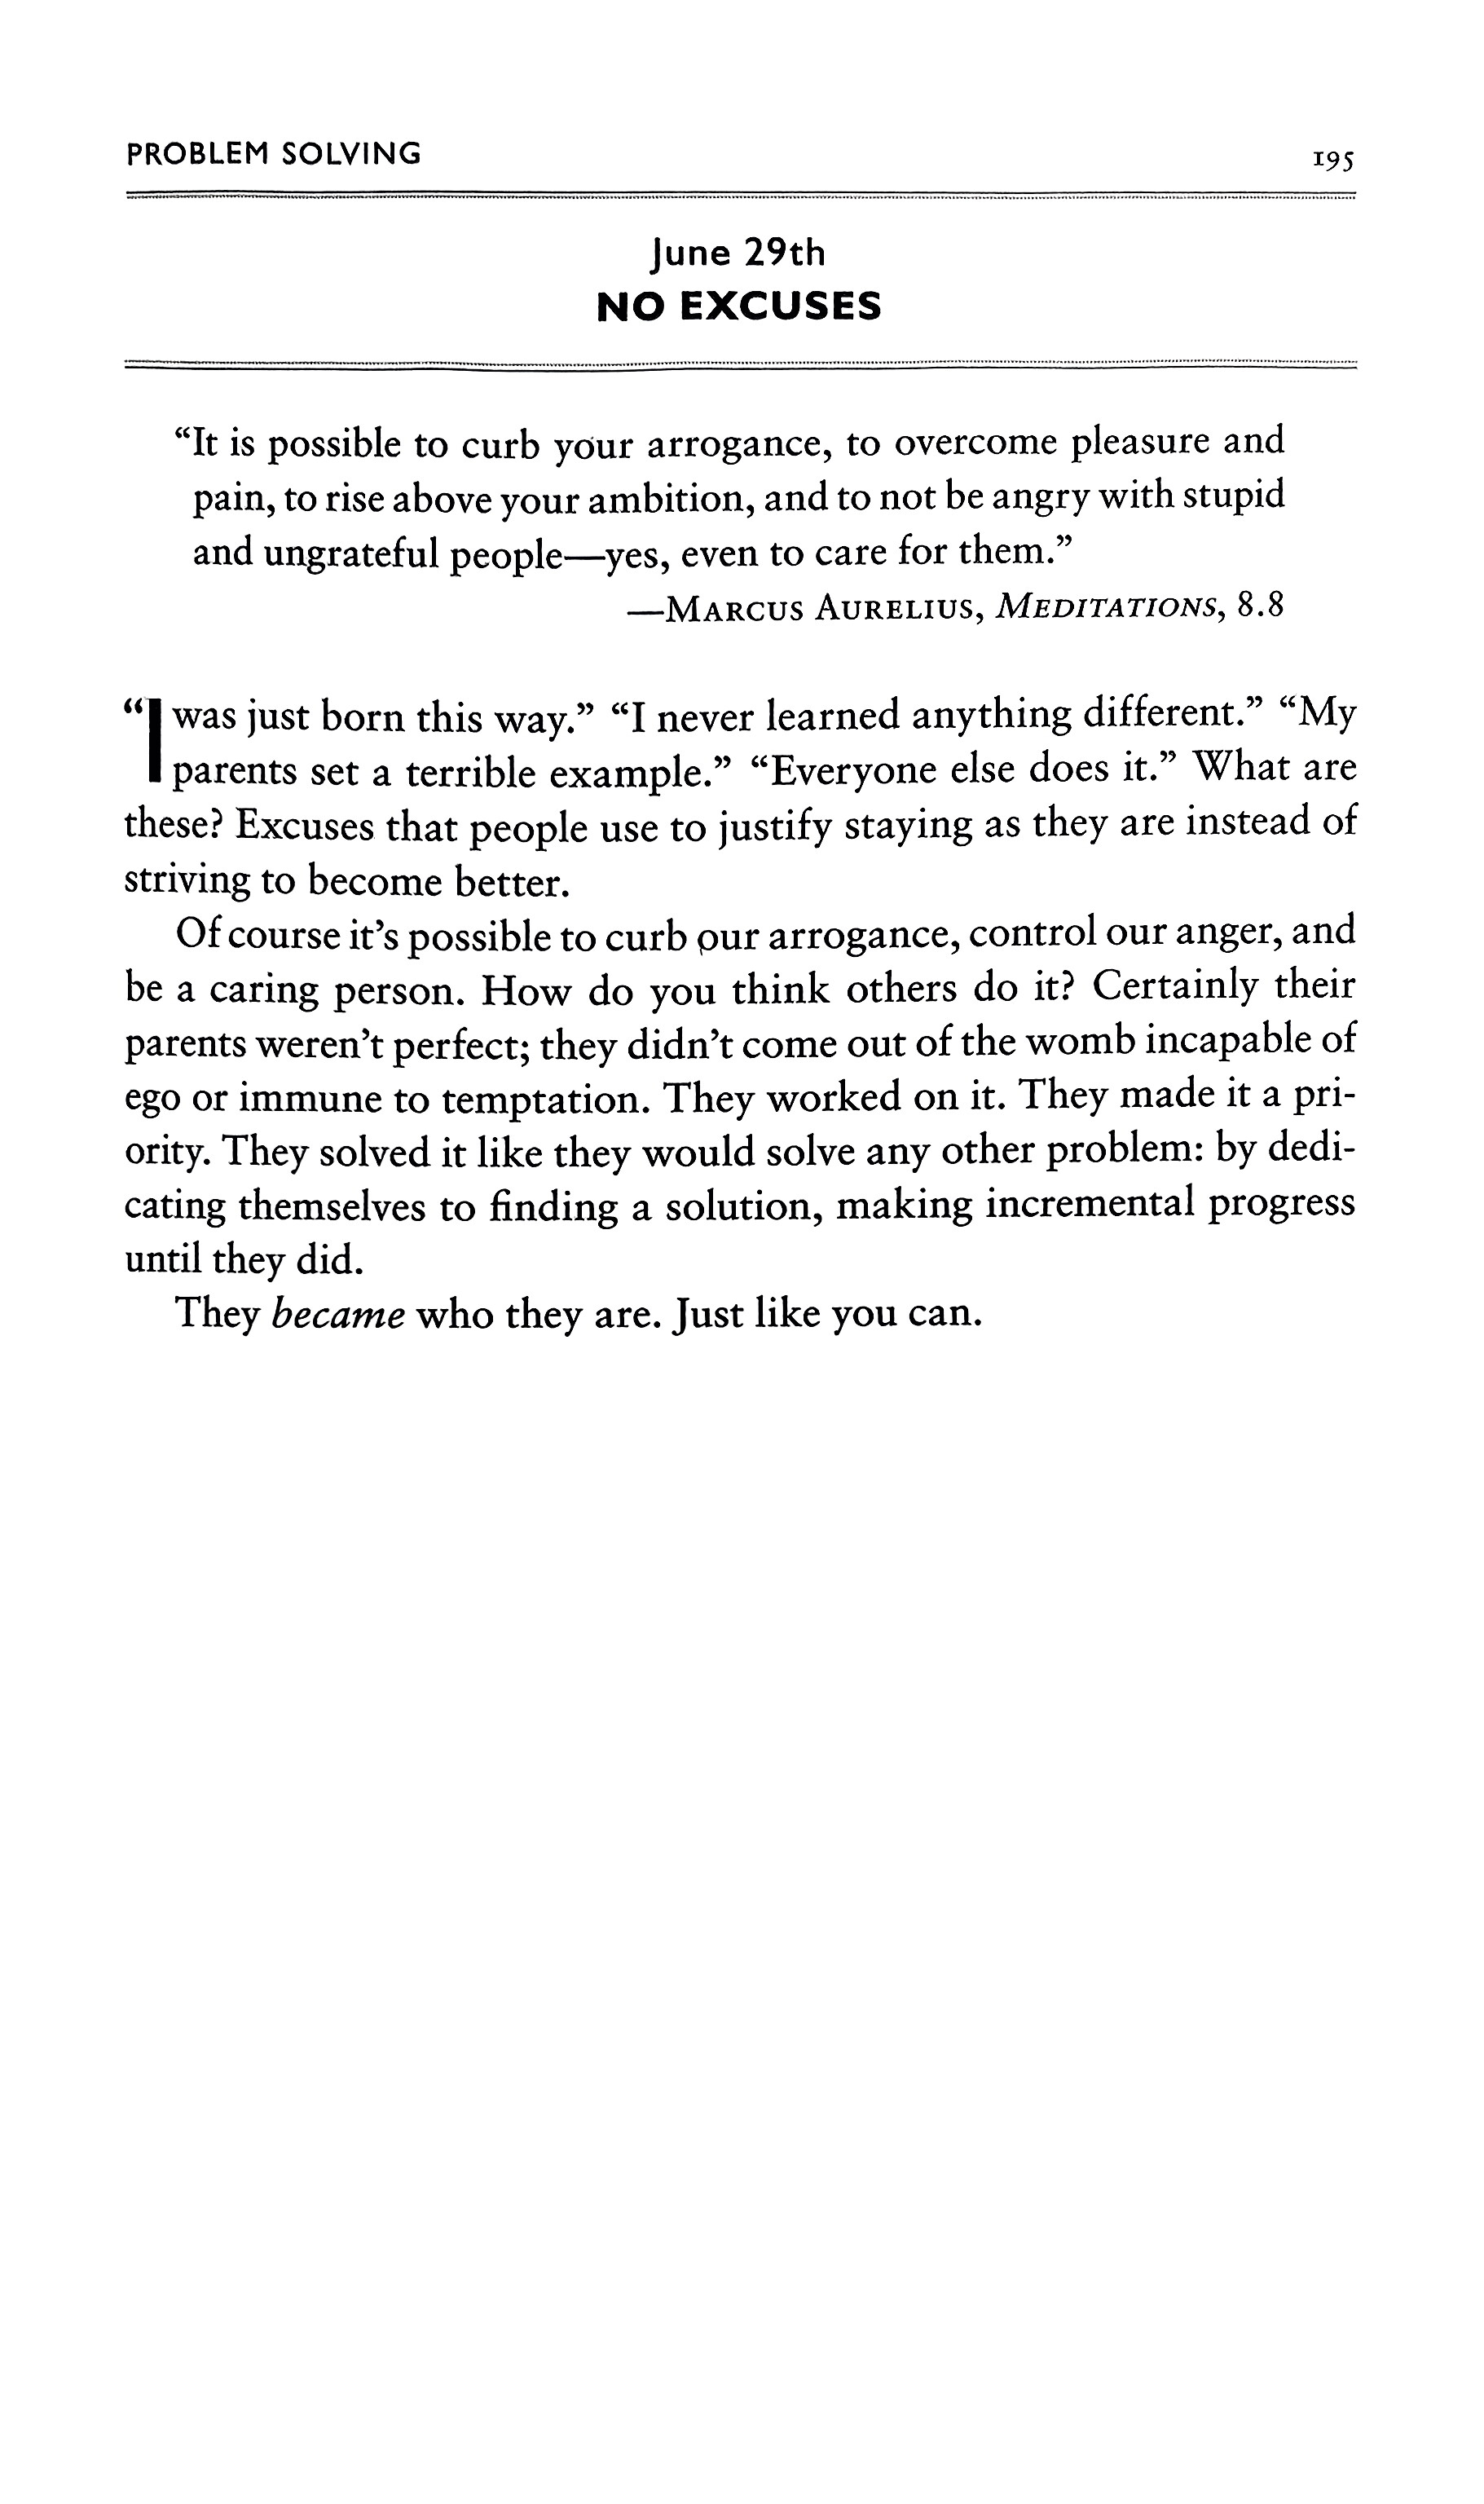 PROBLEM SOLVING 195
June 29th
NO EXCUSES
“It is possible to curb your arrogance, to overcome pleasure and
pain, to rise above your ambition, and to not be angry with stupid
and ungrateful people—yes, even to care for them.”
—MARCUS AURELIUS, MEDITATIONS, 8.8
“I was just born this way.” “I never learned anything different.” “My
parents set a terrible example.” “Everyone else does it.” What are
these? Excuses that people use to justify staying as they are instead of
striving to become better.
Of course it’s possible to curb our arrogance, control our anger, and
be a caring person. How do you think others do it? Certainly their
parents weren’t perfect; they didn’t come out of the womb incapable of
ego or immune to temptation. They worked on it. They made it a pri-
ority. They solved it like they would solve any other problem: by dedi-
cating themselves to finding a solution, making incremental progress
until they did.
They became who they are. Just like you can.